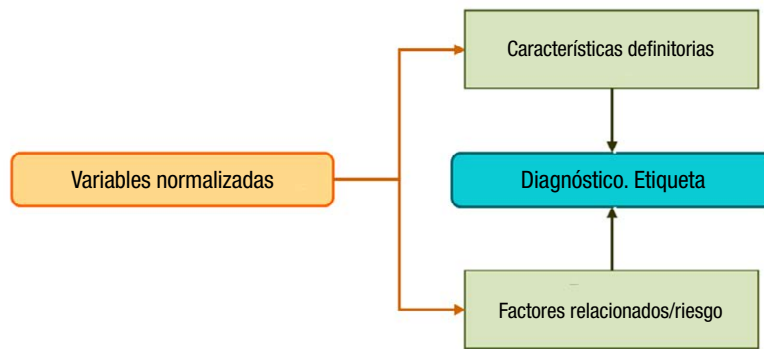 Características definitorias
Variables normalizadas
Diagnóstico. Etiqueta
Factores relacionados/riesgo